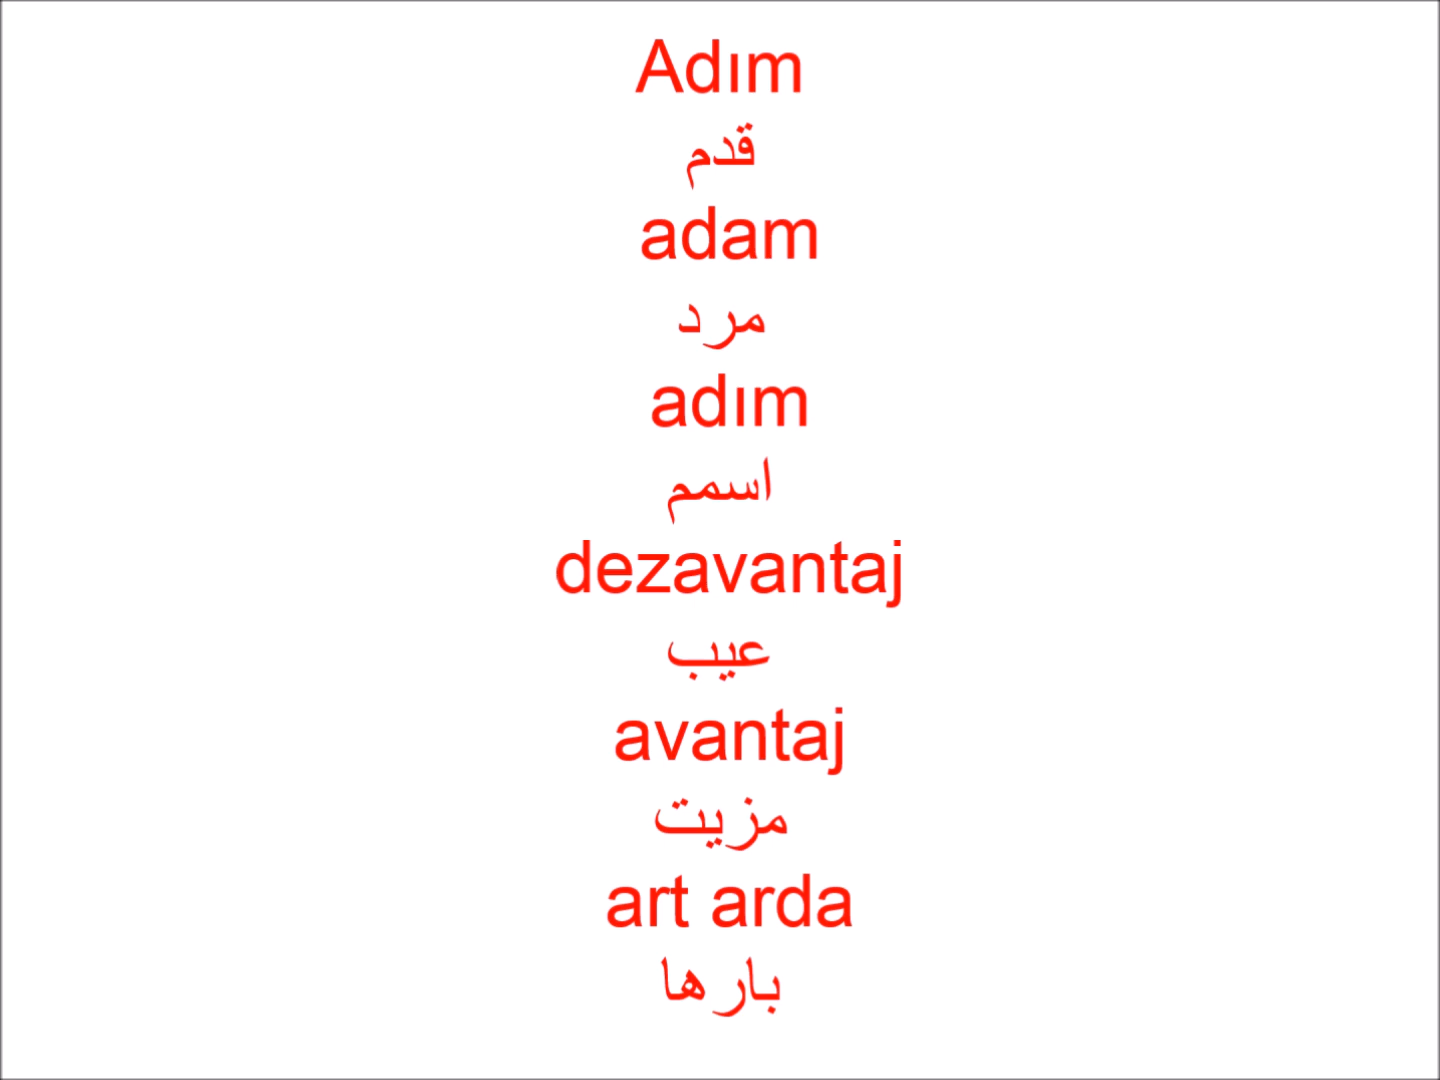 Adım
قدم
adam
مرد
adım
اسمم
dezavantaj
عیب
avantaj
مزیت
art arda
بارها